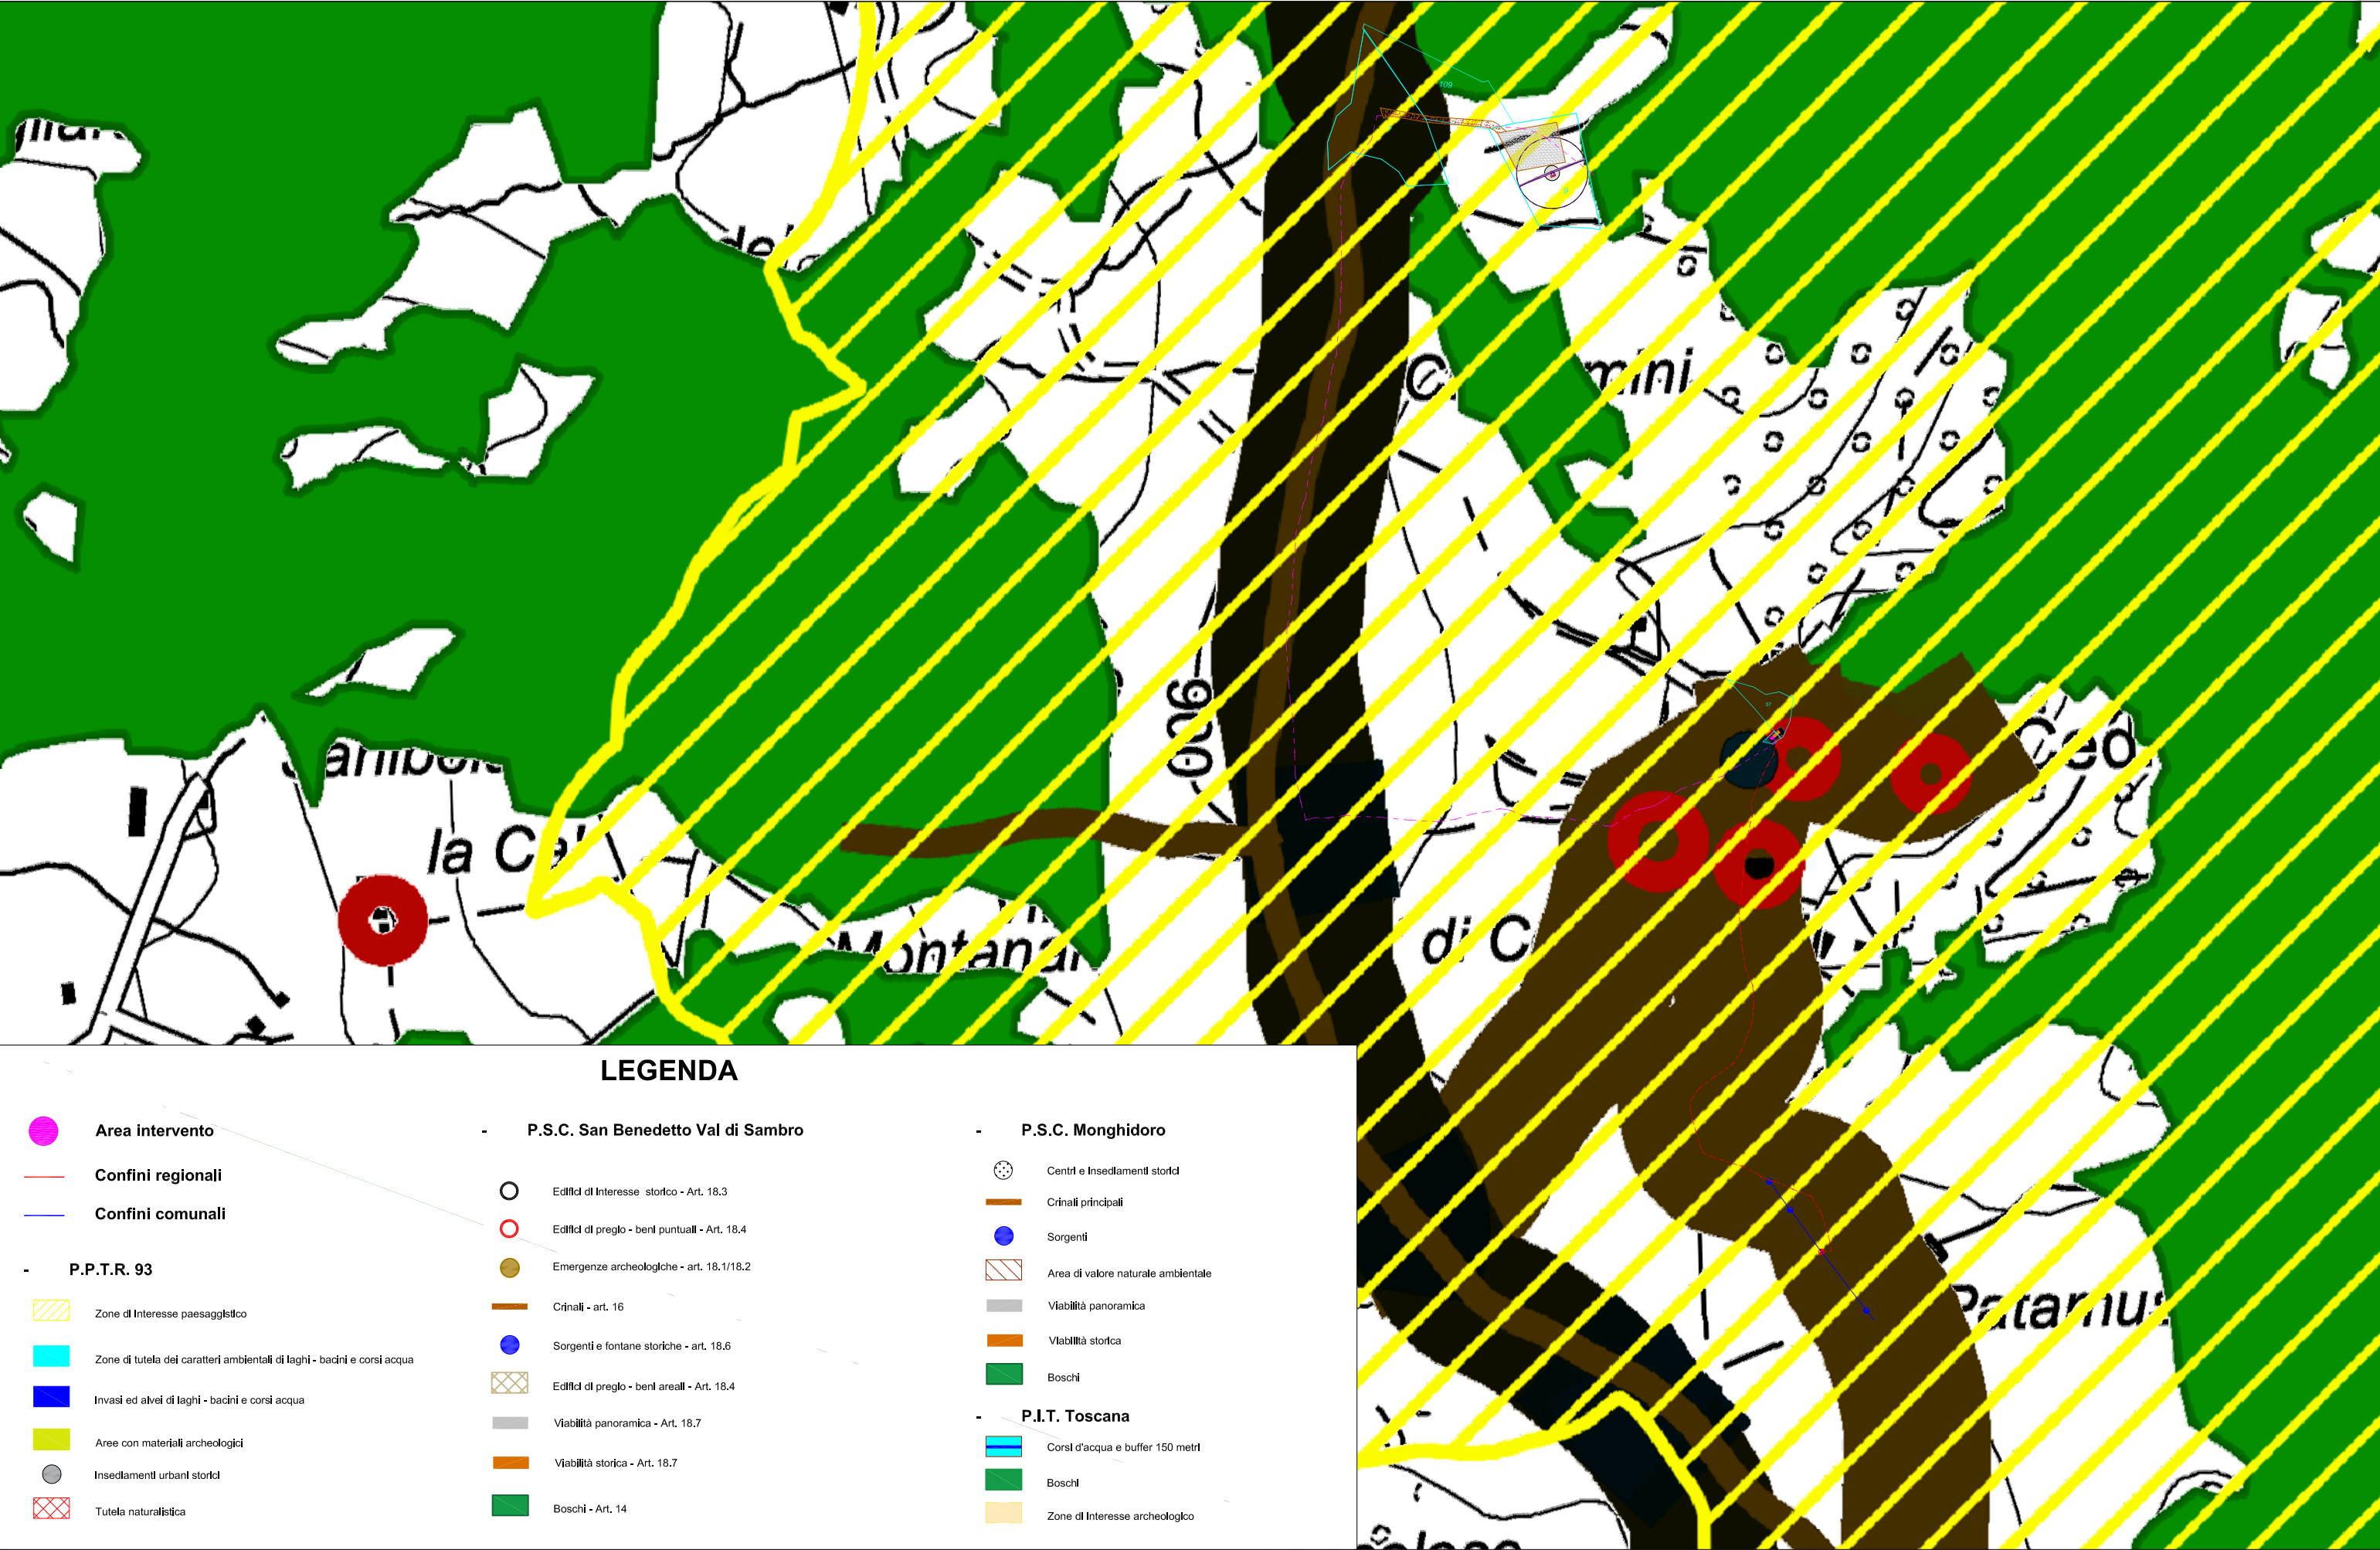 109
mini
900
Ced
la Ca
di C
Montana
Patamus
LEGENDA
Area intervento
Confini regionali
Confini comunali
- P.P.T.R. 93
Zone di Interesse paesaggistico
Zone di tutela dei caratteri ambientali di laghi - bacini e corsi acqua
Invasi ed alvei di laghi - bacini e corsi acqua
Aree con materiali archeologici
Insediamenti urbani storici
Tutela naturalistica
- P.S.C. San Benedetto Val di Sambro
Edifici di Interesse storico - Art. 18.3
Edifici di pregio - beni puntuali - Art. 18.4
Emergenze archeologiche - art. 18.1/18.2
Crinali - art. 16
Sorgenti e fontane storiche - art. 18.6
Edifici di pregio - beni areali - Art. 18.4
Viabilità panoramica - Art. 18.7
Viabilità storica - Art. 18.7
Boschi - Art. 14
- P.S.C. Monghidoro
Centri e Insediamenti storici
Crinali principali
Sorgenti
Area di valore naturale ambientale
Viabilità panoramica
Viabilità storica
Boschi
- P.I.T. Toscana
Corsi d'acqua e buffer 150 metri
Boschi
Zone di Interesse archeologico